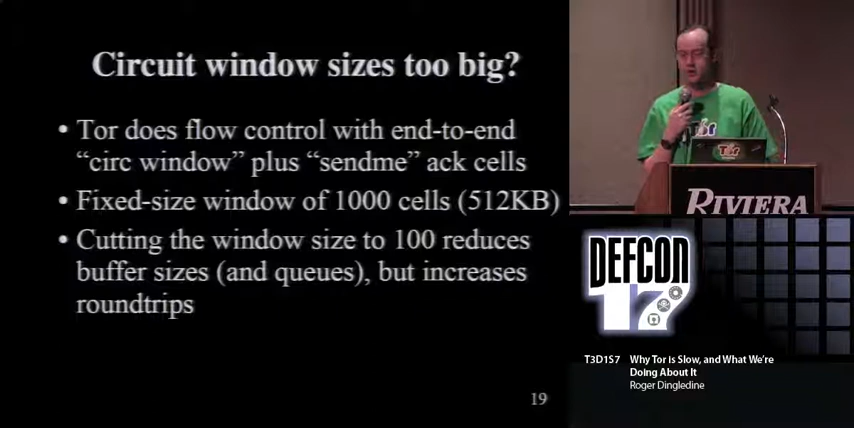 Circuit window sizes too big?
• Tor does flow control with end-to-end
“circ window” plus “sendme” ack cells
• Fixed-size window of 1000 cells (512KB)
• Cutting the window size to 100 reduces
buffer sizes (and queues), but increases
roundtrips
19
Tor
RIVIERA
DEFCON
17
T3D1S7 Why Tor is Slow, and What We’re
Doing About It
Roger Dingledine